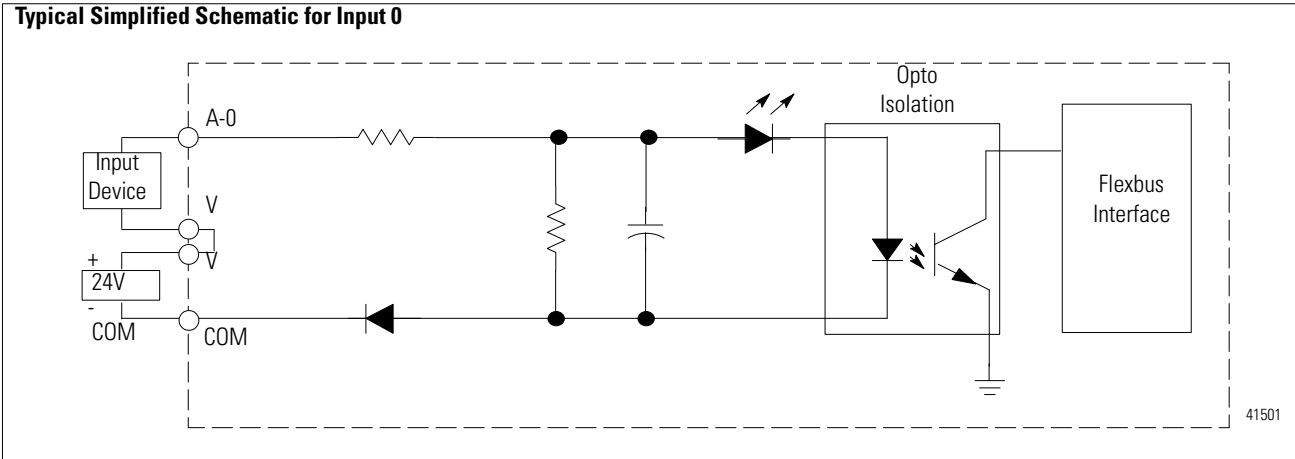 Typical Simplified Schematic for Input 0
Opto
Isolation
A-0
Input
Device
V
V
+
24V
-
COM
COM
Flexbus
Interface
41501